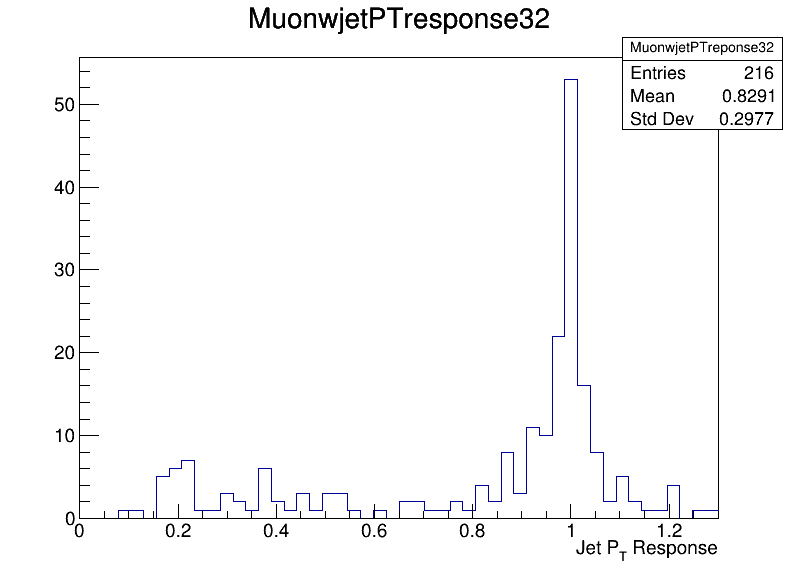 MuonwjetPTresponse32
MuonwjetPTreponse32
Entries 216
Mean 0.8291
Std Dev 0.2977
50
40
30
20
10
0
0 0.2 0.4 0.6 0.8 1 1.2
Jet PT Response